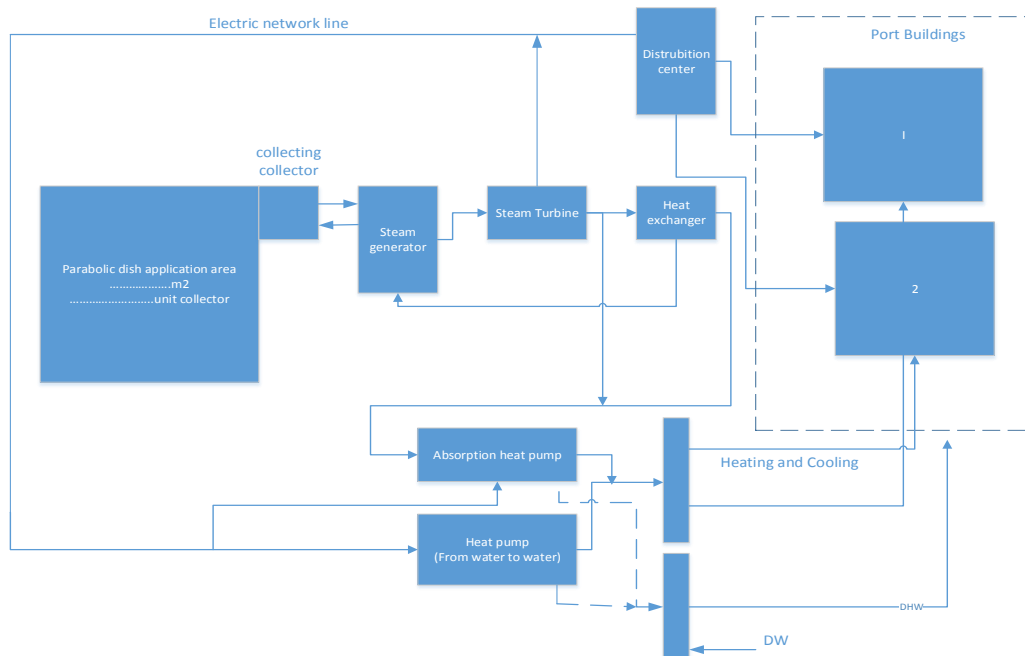 Electric network line
Port Buildings
Distrubition
center
I
collecting
collector
Steam
generator
Steam Turbine
Heat
exchanger
Parabolic dish application area
………………..m2
……………………..unit collector
2
Absorption heat pump
Heating and Cooling
Heat pump
(From water to water)
DHW
DW